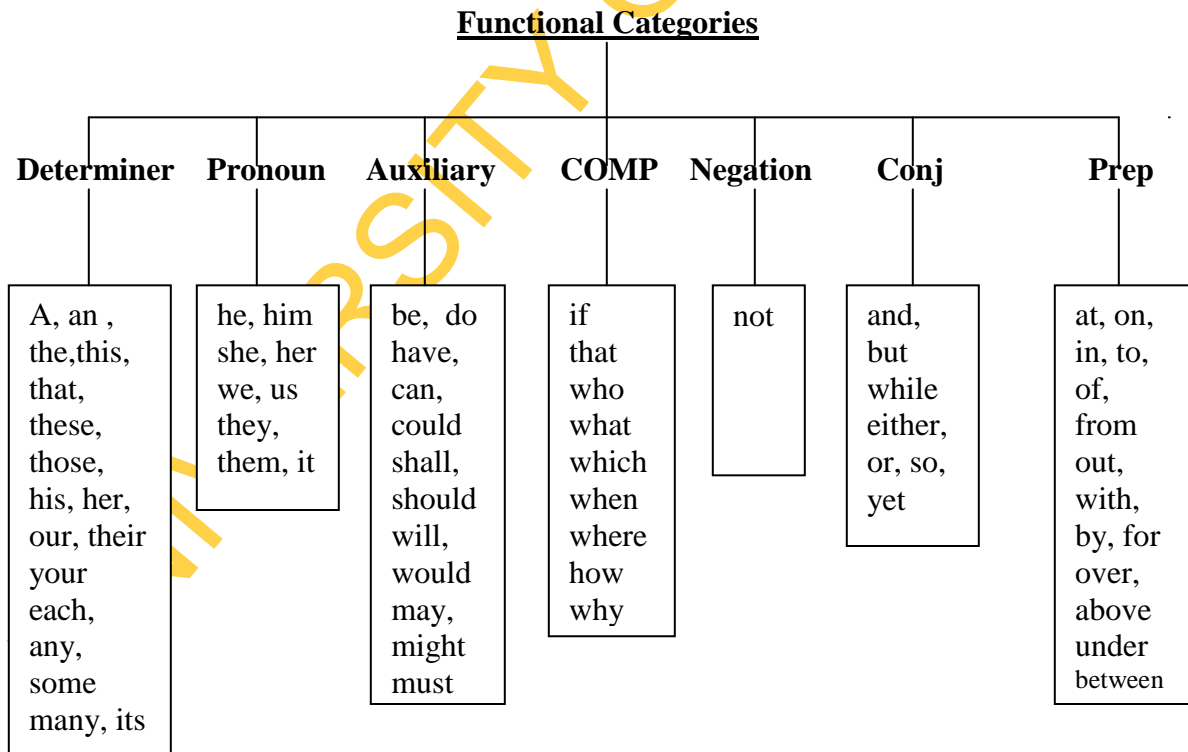 Functional Categories
Determiner Pronoun Auxiliary COMP Negation Conj Prep
A, an ,
the,this,
that,
these,
those,
his, her,
our, their
your
each,
any,
some
many, its
he, him
she, her
we, us
they,
them, it
be, do
have,
can,
could
shall,
should
will,
would
may,
might
must
if
that
who
what
which
when
where
how
why
not
and,
but
while
either,
or, so,
yet
at, on,
in, to,
of,
from
out,
with,
by, for
over,
above
under
between